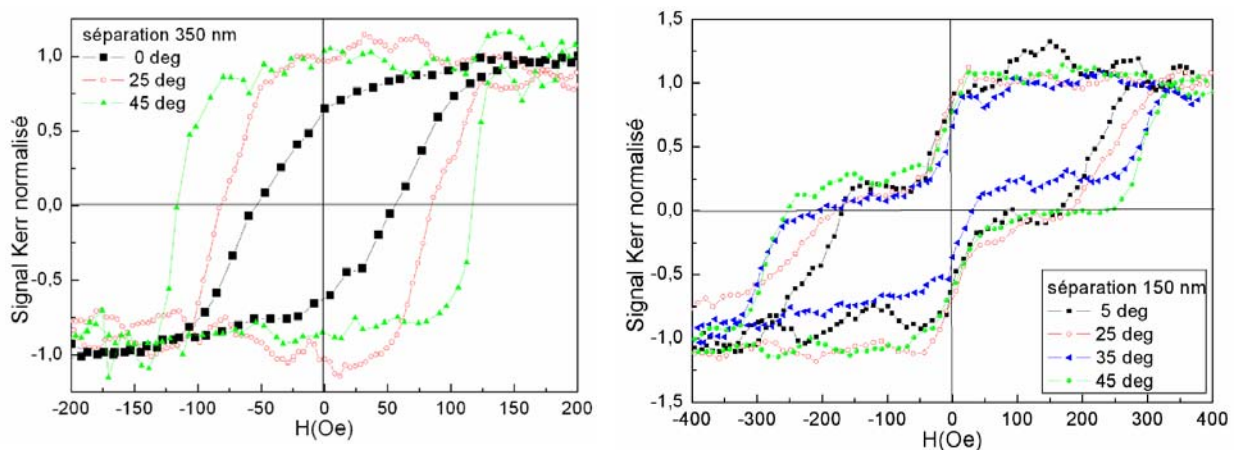 séparation 350 nm
0 deg
25 deg
45 deg
Signal Kerr normalisé
1,0
0,5
0,0
-0,5
-1,0
-200 -150 -100 -50 0 50 100 150 200
H(Oe)
1,5
1,0
0,5
0,0
-0,5
-1,0
-1,5
Signal Kerr normalisé
séparation 150 nm
5 deg
25 deg
35 deg
45 deg
-400 -300 -200 -100 0 100 200 300 400
H(Oe)